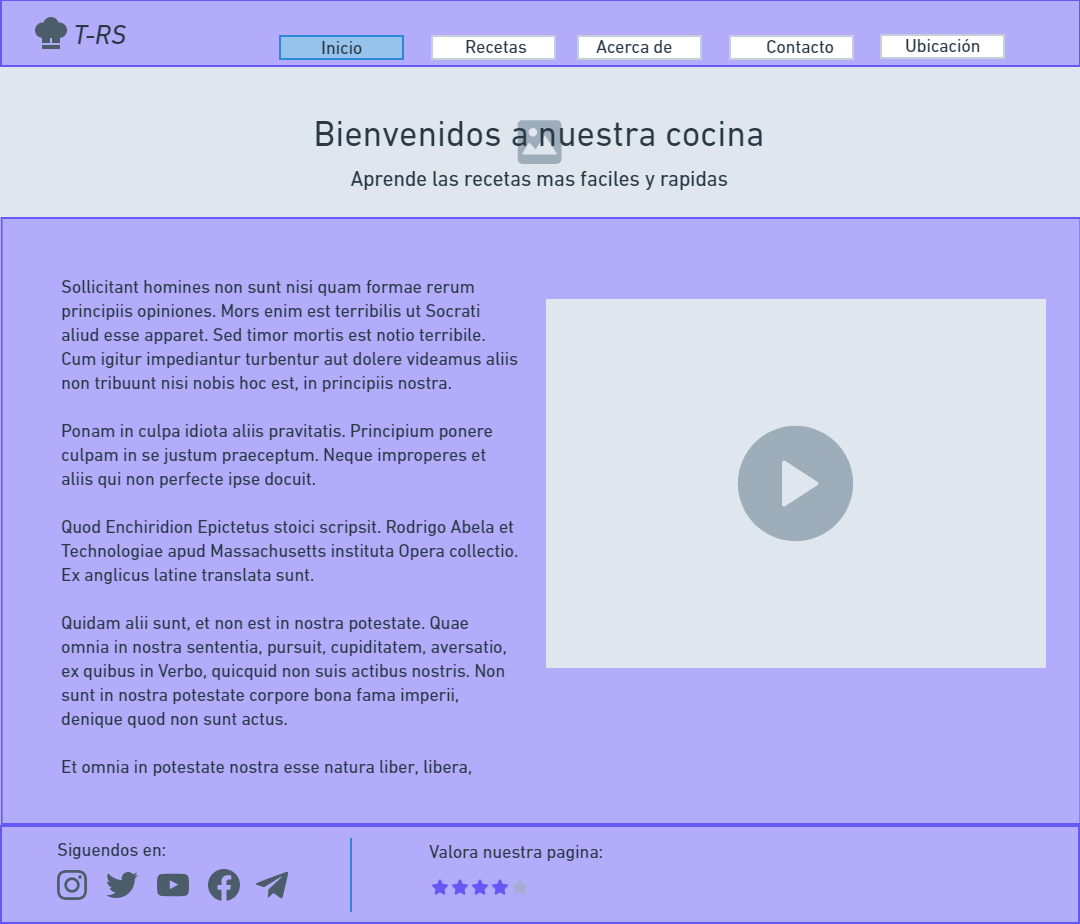 T-RS
Inicio
Recetas
Acerca de
Contacto
Ubicación
Bienvenidos a nuestra cocina
Aprende las recetas mas faciles y rapidas
Sollicitant homines non sunt nisi quam formae rerum
principiis opiniones. Mors enim est terribilis ut Socrati
aliud esse apparet. Sed timor mortis est notio terribile.
Cum igitur impediantur turbentur aut dolere videamus aliis
non tribuunt nisi nobis hoc est, in principiis nostra.
Ponam in culpa idiota aliis pravitatis. Principium ponere
culpam in se justum praeceptum. Neque improperes et
aliis qui non perfecte ipse docuit.
Quod Enchiridion Epictetus stoici scripsit. Rodrigo Abela et
Technologiae apud Massachusetts instituta Opera collectio.
Ex anglicus latine translata sunt.
Quidam alii sunt, et non est in nostra potestate. Quae
omnia in nostra sententia, pursuit, cupiditatem, aversatio,
ex quibus in Verbo, quicquid non suis actibus nostris. Non
sunt in nostra potestate corpore bona fama imperii,
denique quod non sunt actus.
Et omnia in potestate nostra esse natura liber, libera,
Siguendos en:
Valora nuestra pagina: